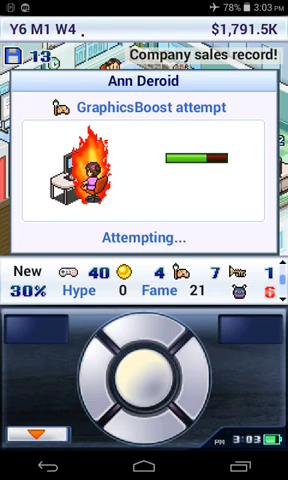 78% 3:03 PM
Y6 M1 W4 $1,791.5K
13 Company sales record!
Ann Deroid
GraphicsBoost attempt
Attempting...
New 40 4 7 1
30% Hype 0 Fame 21 6
PM 3:03